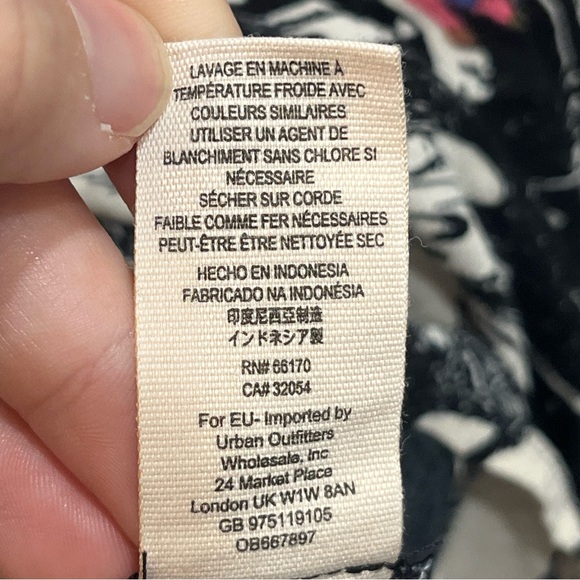 LAVAGE EN MACHINE À
TEMPÉRATURE FROIDE AVEC
COULEURS SIMILAIRES
UTILISER UN AGENT DE
BLANCHIMENT SANS CHLORE SI
NÉCESSAIRE
SÉCHER SUR CORDE
FAIBLE COMME FER NÉCESSAIRES
PEUT-ÊTRE ÊTRE NETTOYÉE SEC
HECHO EN INDONESIA
FABRICADO NA INDONÉSIA
印度尼西亞制造
インドネシア製
RN# 66170
CA# 32054
For EU- Imported by
Urban Outfitters
Wholesale, Inc
24 Market Place
London UK W1W 8AN
GB 975119105
OB667897